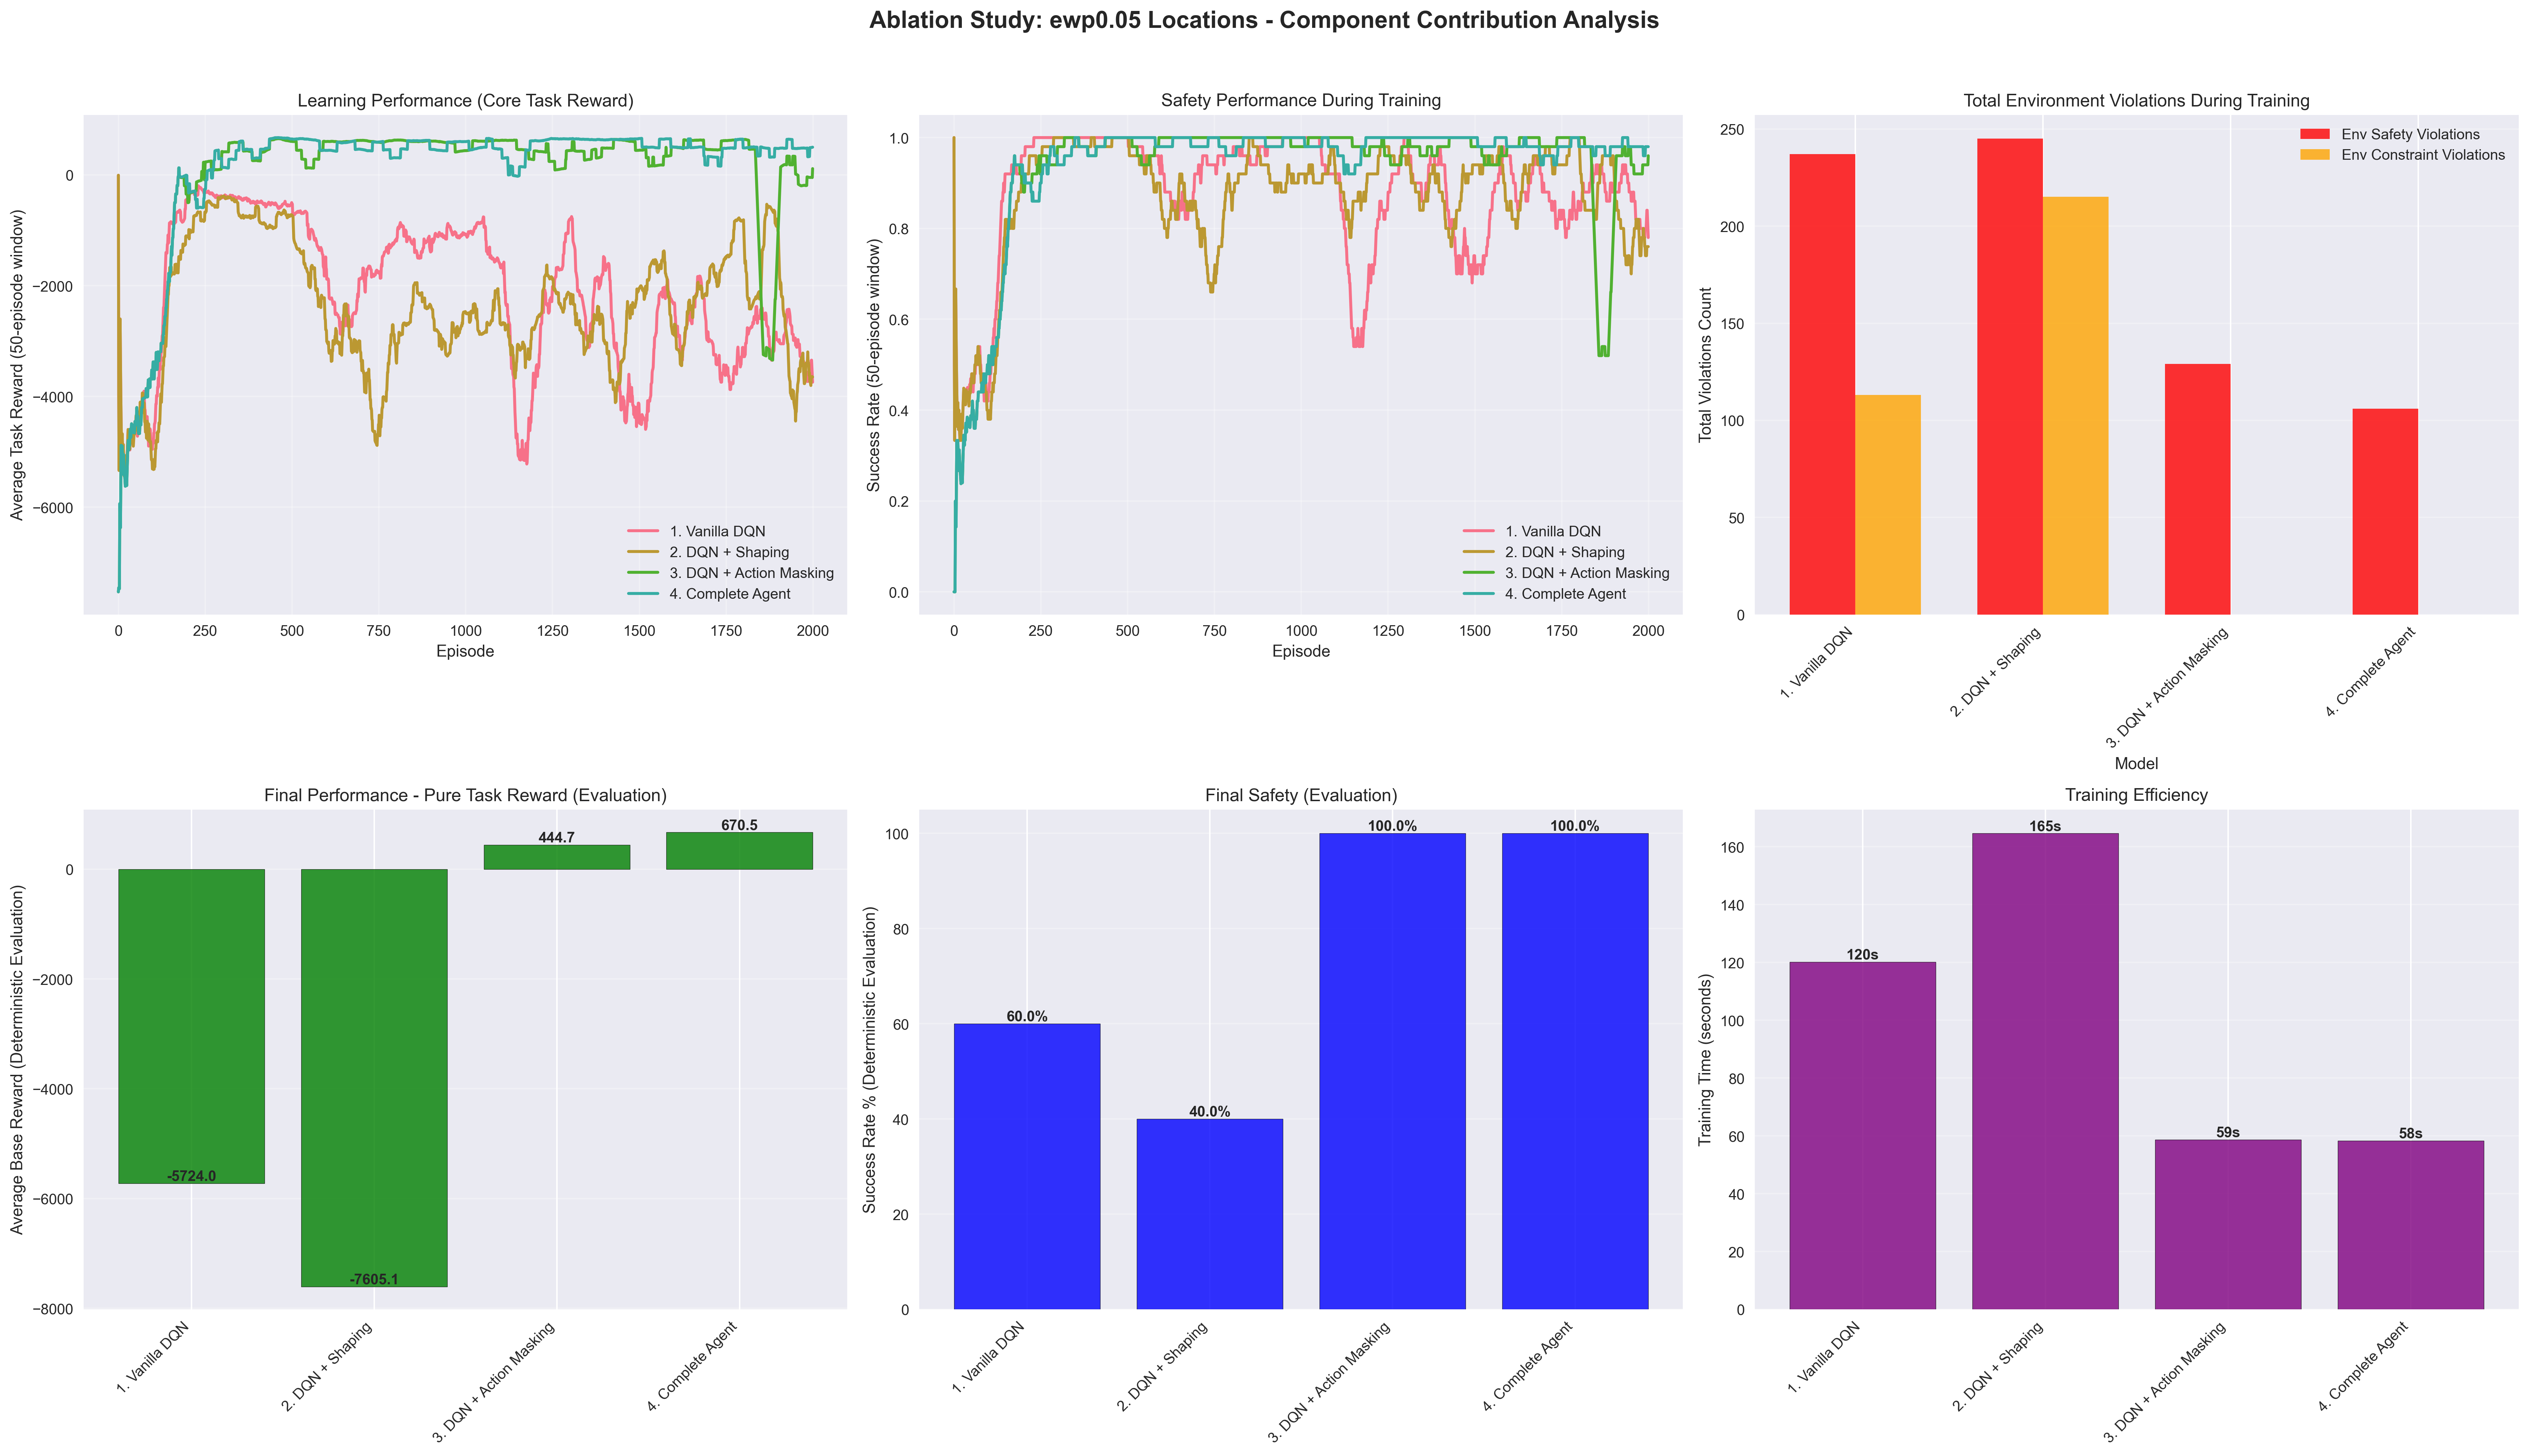 Ablation Study: ewp0.05 Locations - Component Contribution Analysis
Learning Performance (Core Task Reward)
Average Task Reward (50-episode window)
0
−2000
−4000
−6000
0
250
500
750
1000
1250
1500
1750
2000
Episode
1. Vanilla DQN
2. DQN + Shaping
3. DQN + Action Masking
4. Complete Agent
Safety Performance During Training
Success Rate (50-episode window)
1.0
0.8
0.6
0.4
0.2
0.0
0
250
500
750
1000
1250
1500
1750
2000
Episode
1. Vanilla DQN
2. DQN + Shaping
3. DQN + Action Masking
4. Complete Agent
Total Environment Violations During Training
Total Violations Count
250
200
150
100
50
0
Env Safety Violations
Env Constraint Violations
1. Vanilla DQN
2. DQN + Shaping
3. DQN + Action Masking
4. Complete Agent
Model
Final Performance - Pure Task Reward (Evaluation)
Average Base Reward (Deterministic Evaluation)
0
−2000
−4000
−6000
−8000
-5724.0
-7605.1
444.7
670.5
1. Vanilla DQN
2. DQN + Shaping
3. DQN + Action Masking
4. Complete Agent
Final Safety (Evaluation)
Success Rate % (Deterministic Evaluation)
100
80
60
40
20
0
60.0%
40.0%
100.0%
100.0%
1. Vanilla DQN
2. DQN + Shaping
3. DQN + Action Masking
4. Complete Agent
Training Efficiency
Training Time (seconds)
160
140
120
100
80
60
40
20
0
120s
165s
59s
58s
1. Vanilla DQN
2. DQN + Shaping
3. DQN + Action Masking
4. Complete Agent